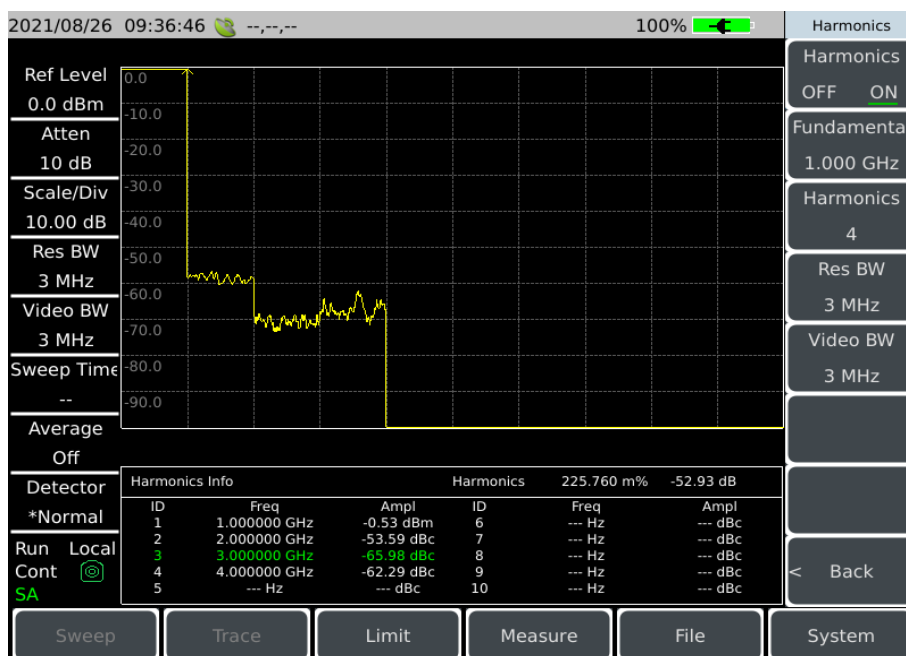 2021/08/26 09:36:46 --,--,-- 100%
Ref Level
0.0 dBm
Atten
10 dB
Scale/Div
10.00 dB
Res BW
3 MHz
Video BW
3 MHz
Sweep Time
--
Average
Off
Detector
*Normal
Run Local
Cont
SA
0.0
-10.0
-20.0
-30.0
-40.0
-50.0
-60.0
-70.0
-80.0
-90.0
Harmonics Info Harmonics 225.760 m% -52.93 dB
ID Freq Ampl ID Freq Ampl
1 1.000000 GHz -0.53 dBm 6 --- Hz --- dBc
2 2.000000 GHz -53.59 dBc 7 --- Hz --- dBc
3 3.000000 GHz -65.98 dBc 8 --- Hz --- dBc
4 4.000000 GHz -62.29 dBc 9 --- Hz --- dBc
5 --- Hz --- dBc 10 --- Hz --- dBc
Harmonics
Harmonics
OFF ON
Fundamenta
1.000 GHz
Harmonics
4
Res BW
3 MHz
Video BW
3 MHz
< Back
Sweep Trace Limit Measure File System